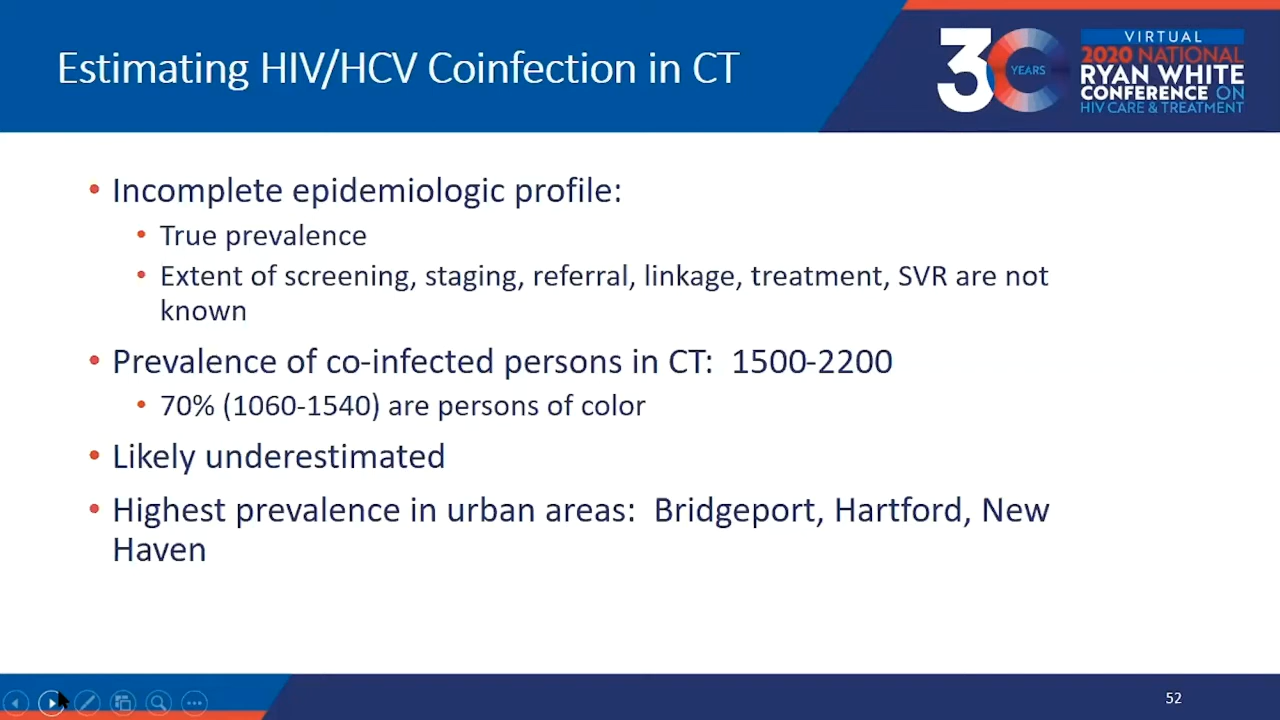 Estimating HIV/HCV Coinfection in CT
30 YEARS
VIRTUAL
2020 NATIONAL
RYAN WHITE
CONFERENCE ON
HIV CARE & TREATMENT
• Incomplete epidemiologic profile:
• True prevalence
• Extent of screening, staging, referral, linkage, treatment, SVR are not
known
• Prevalence of co-infected persons in CT:  1500-2200
• 70% (1060-1540) are persons of color
• Likely underestimated
• Highest prevalence in urban areas:  Bridgeport, Hartford, New
Haven
52